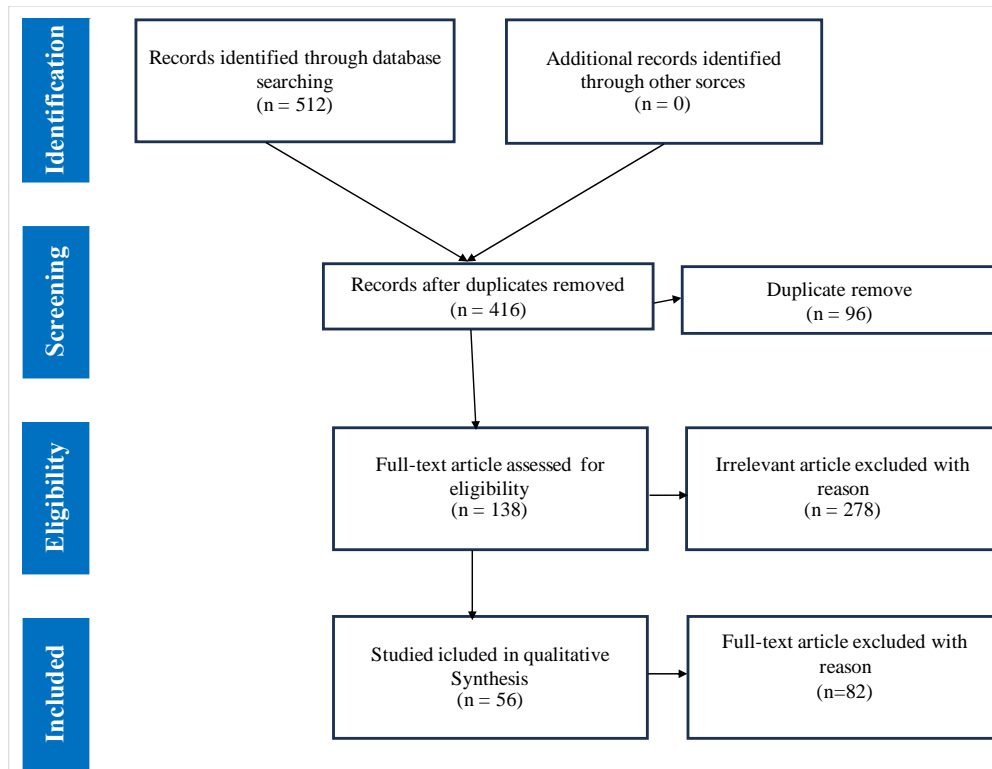 Identification
Records identified through database
searching
(n = 512)
Additional records identified
through other sorces
(n = 0)
Screening
Records after duplicates removed
(n = 416)
Duplicate remove
(n = 96)
Eligibility
Full-text article assessed for
eligibility
(n = 138)
Irrelevant article excluded with
reason
(n = 278)
Included
Studied icluded in qualitative
Synthesis
(n = 56)
Full-text article excluded with
reason
(n=82)